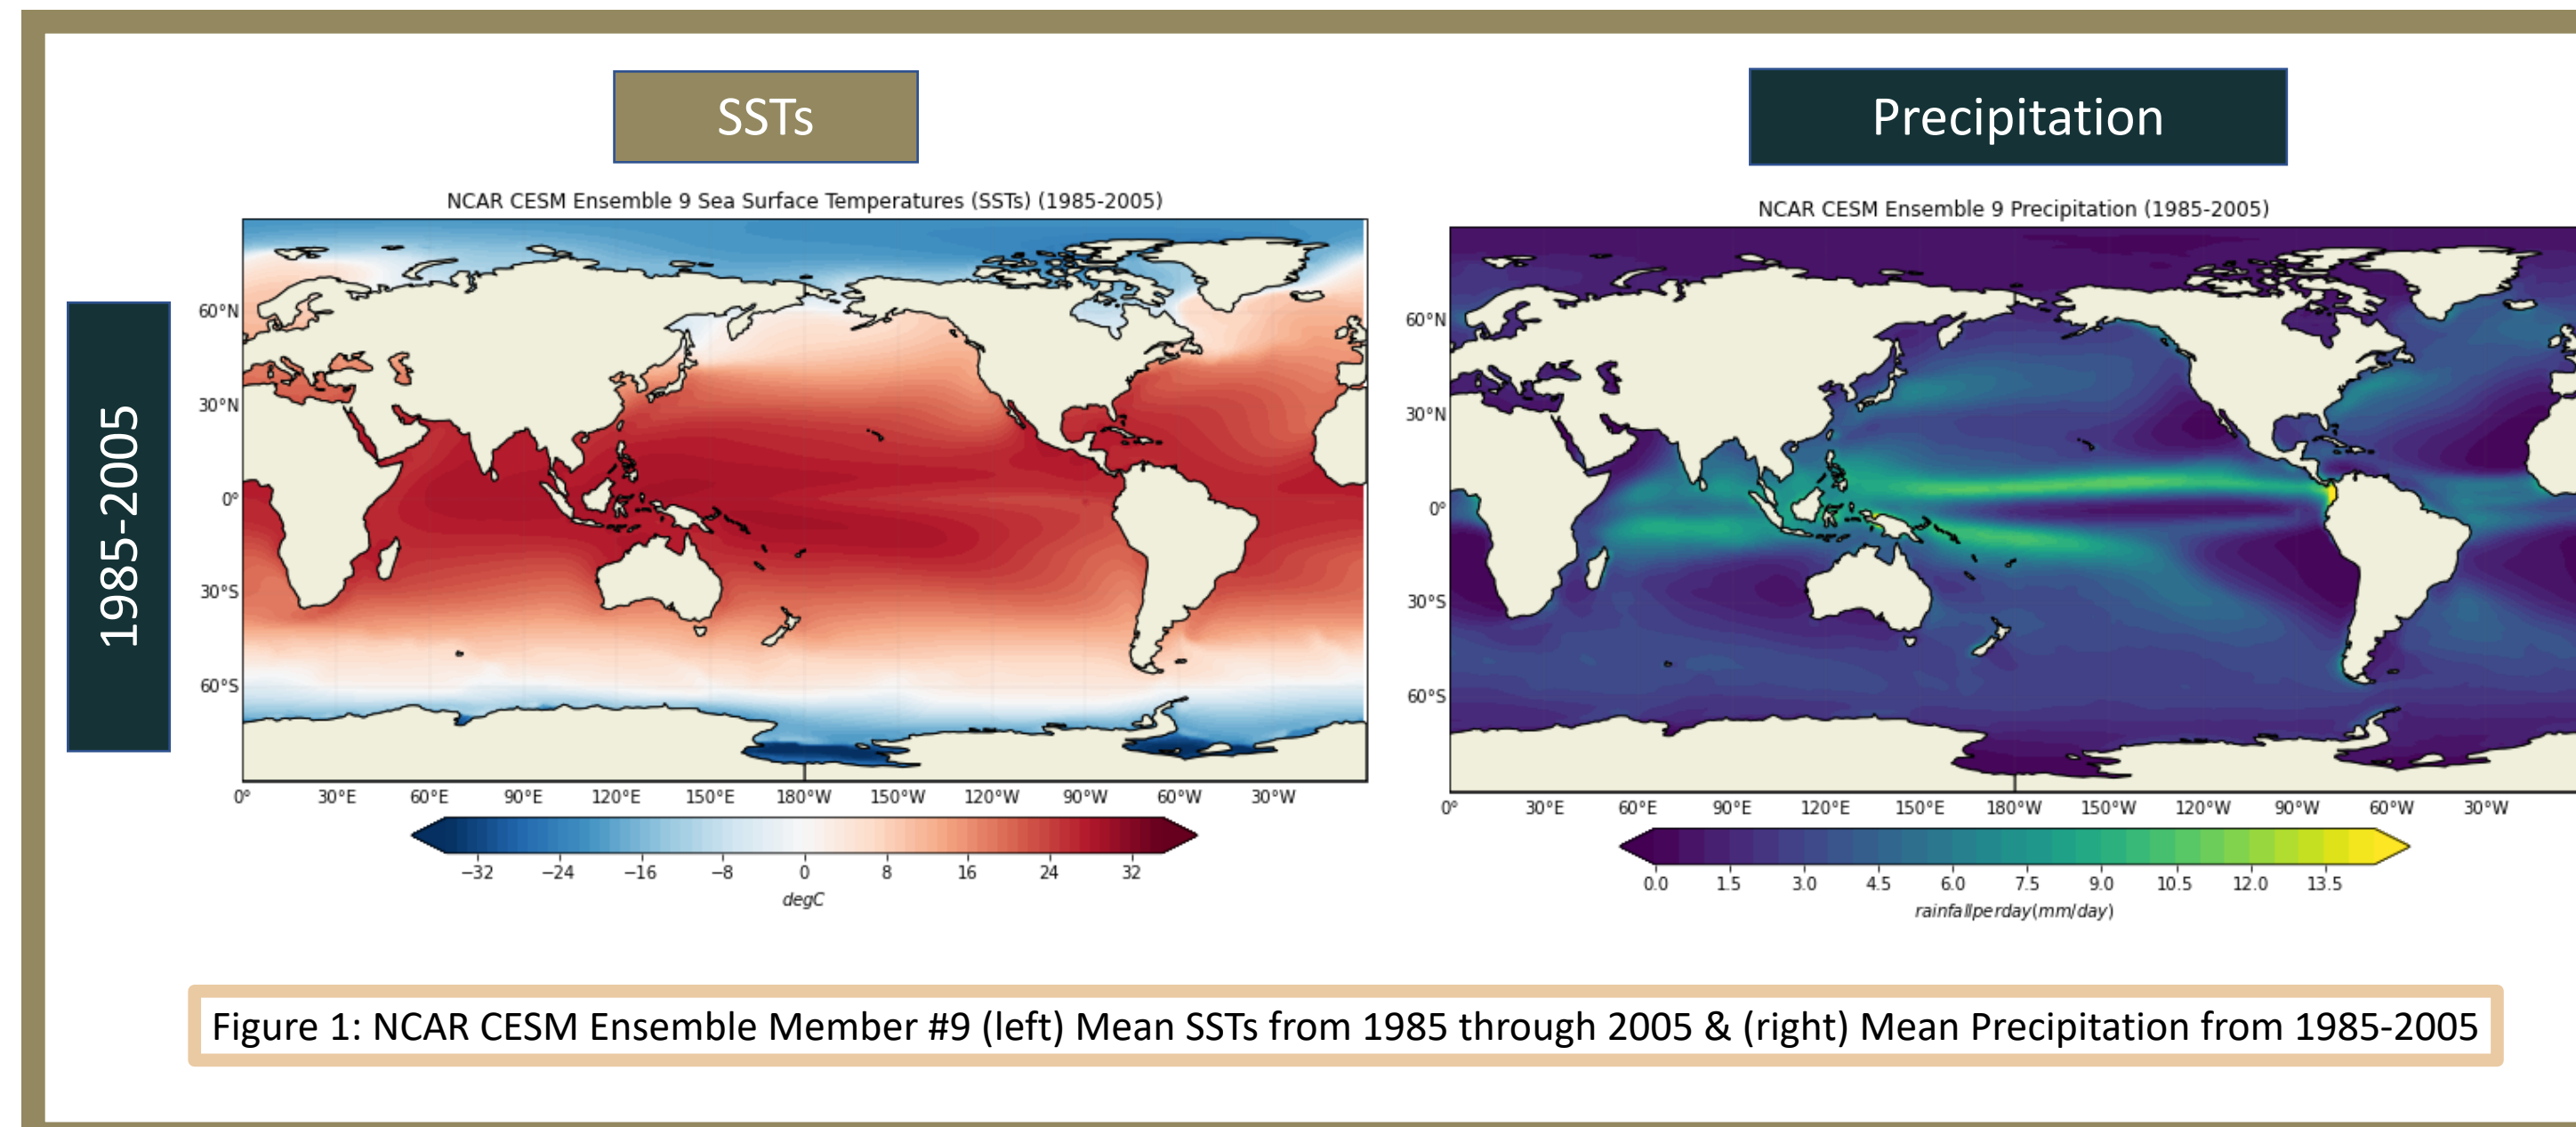 SSTs
Precipitation
1985-2005
NCAR CESM Ensemble 9 Sea Surface Temperatures (SSTs) (1985-2005)
60°N
30°N
0°
30°S
60°S
0° 30°E 60°E 90°E 120°E 150°E 180°W 150°W 120°W 90°W 60°W 30°W
−32 −24 −16 −8 0 8 16 24 32
degC
NCAR CESM Ensemble 9 Precipitation (1985-2005)
60°N
30°N
0°
30°S
60°S
0° 30°E 60°E 90°E 120°E 150°E 180°W 150°W 120°W 90°W 60°W 30°W
0.0 1.5 3.0 4.5 6.0 7.5 9.0 10.5 12.0 13.5
rainfallperday(mm/day)
Figure 1: NCAR CESM Ensemble Member #9 (left) Mean SSTs from 1985 through 2005 & (right) Mean Precipitation from 1985-2005